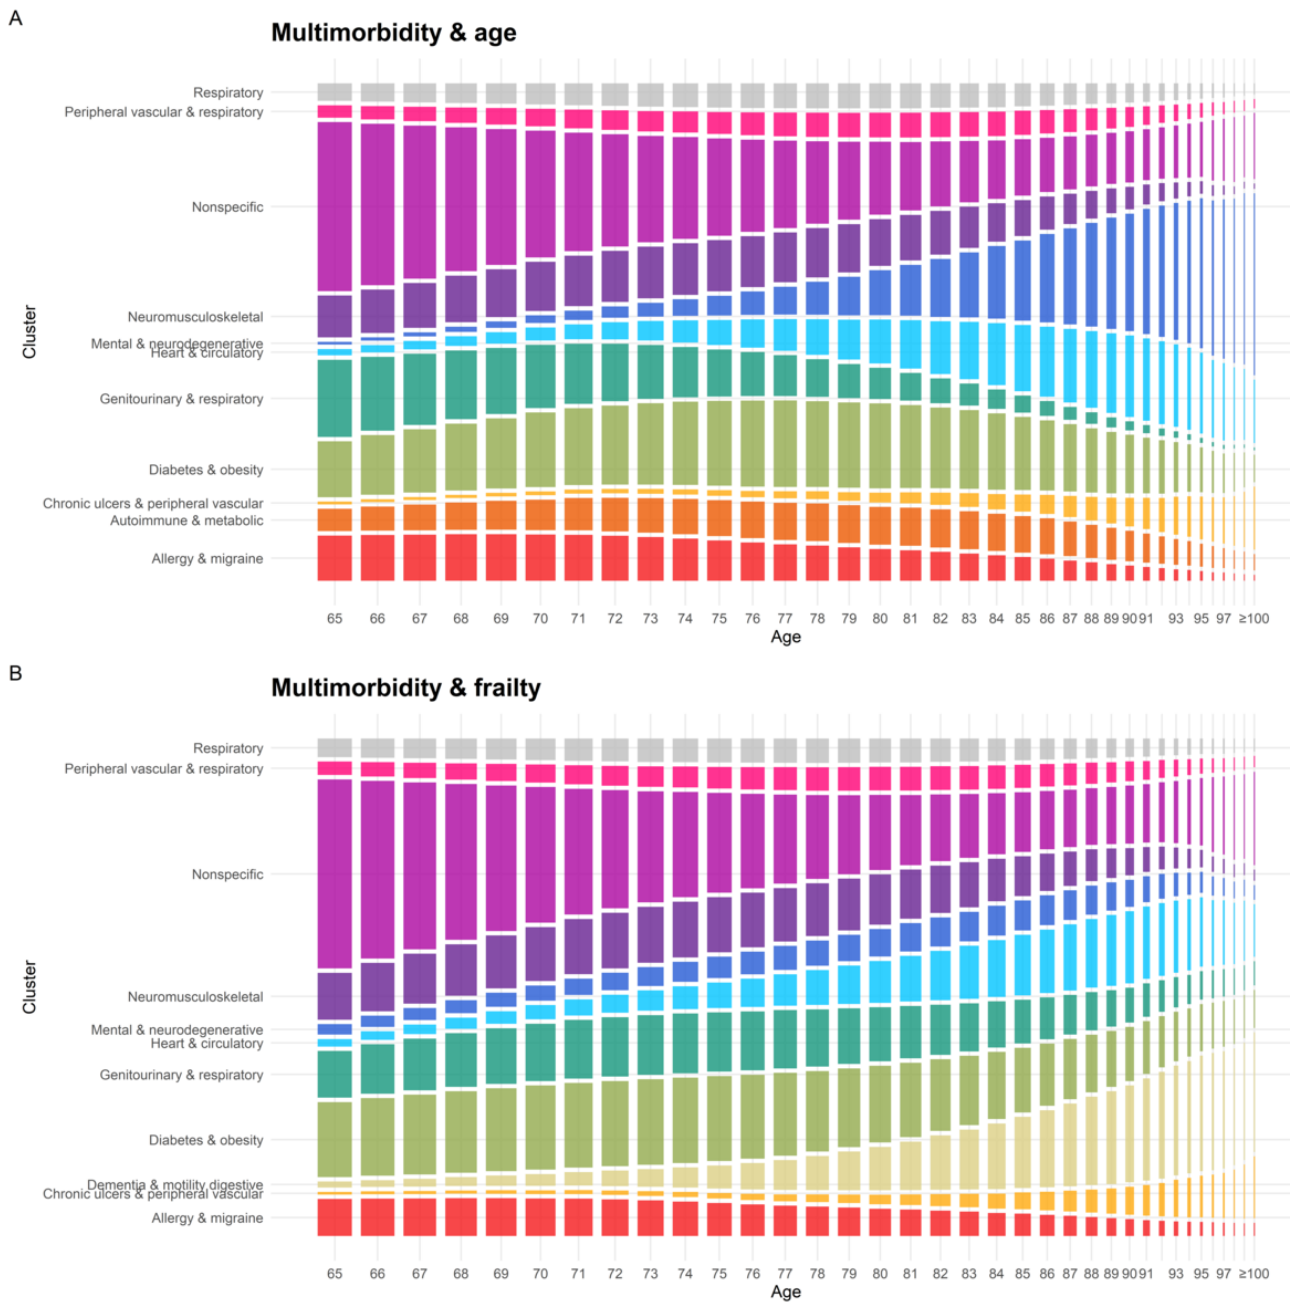 A
Multimorbidity & age
Cluster
Respiratory
Peripheral vascular & respiratory
Nonspecific
Neuromusculoskeletal
Mental & neurodegenerative
Heart & circulatory
Genitourinary & respiratory
Diabetes & obesity
Chronic ulcers & peripheral vascular
Autoimmune & metabolic
Allergy & migraine
65 66 67 68 69 70 71 72 73 74 75 76 77 78 79 80 81 82 83 84 85 86 87 88 89 90 91 93 95 97 ≥100
Age
B
Multimorbidity & frailty
Cluster
Respiratory
Peripheral vascular & respiratory
Nonspecific
Neuromusculoskeletal
Mental & neurodegenerative
Heart & circulatory
Genitourinary & respiratory
Diabetes & obesity
Dementia & motility digestive
Chronic ulcers & peripheral vascular
Allergy & migraine
65 66 67 68 69 70 71 72 73 74 75 76 77 78 79 80 81 82 83 84 85 86 87 88 89 90 91 93 95 97 ≥100
Age